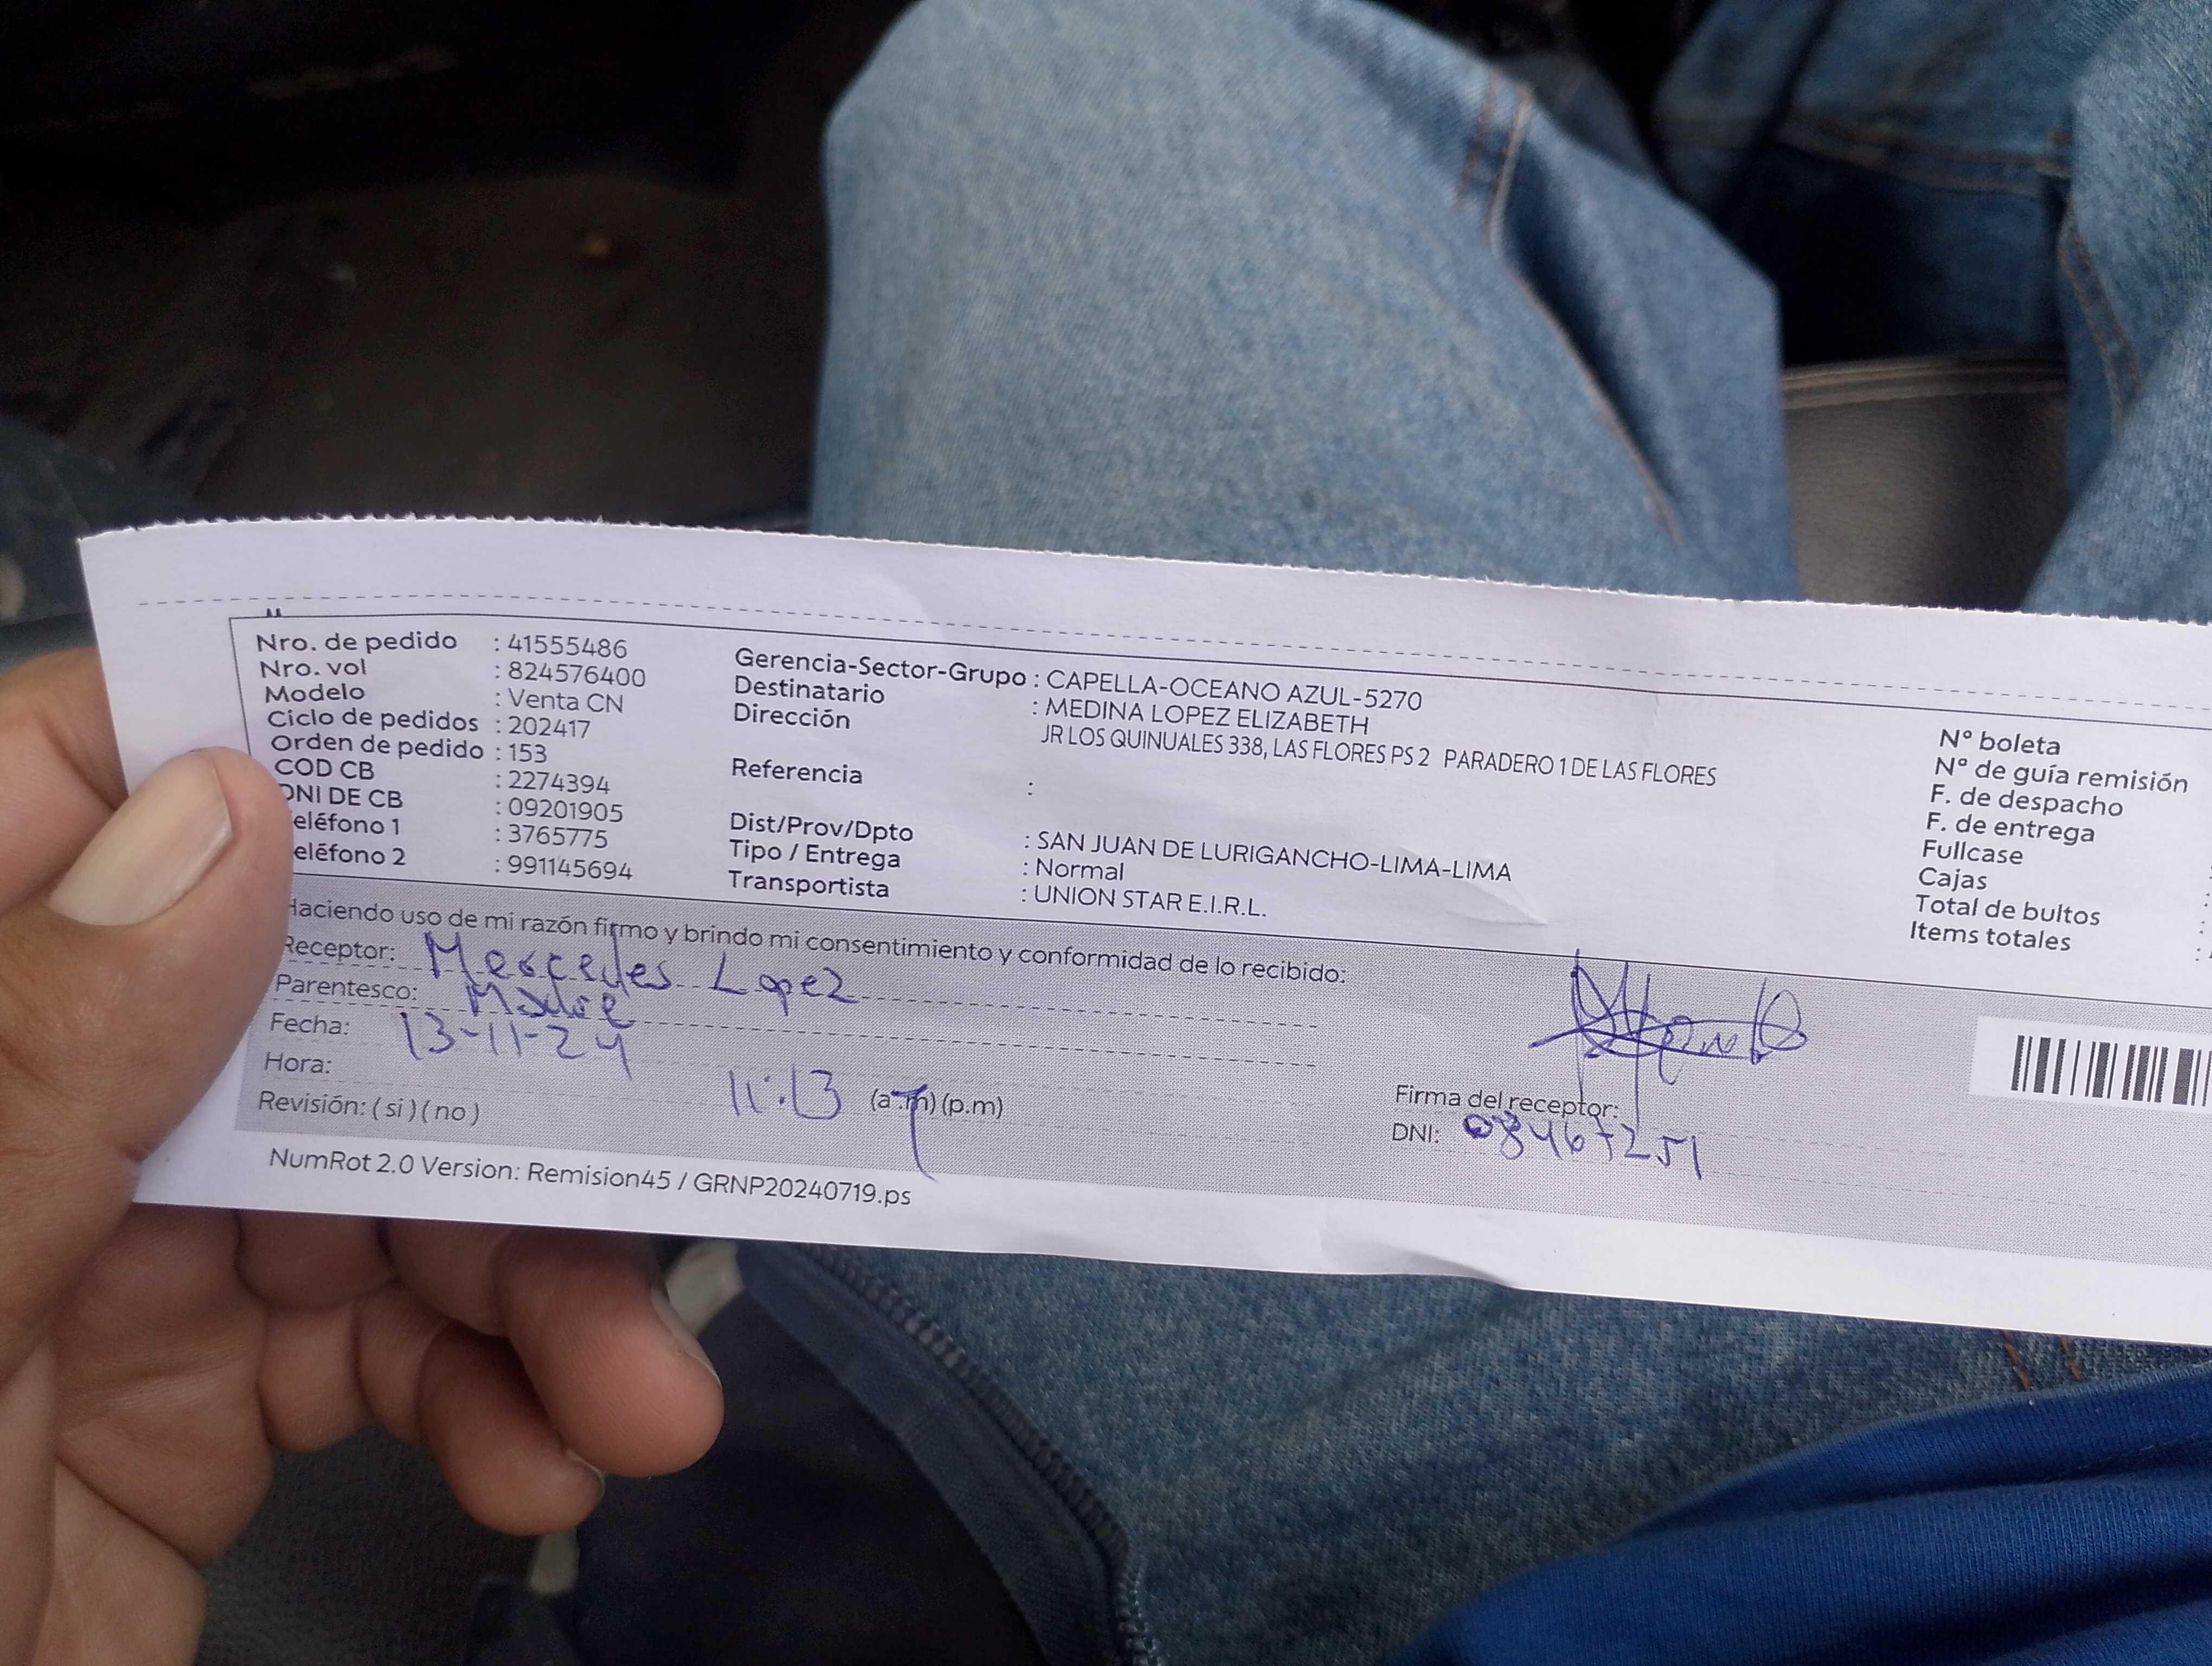 Nro. de pedido : 41555486
Nro. vol : 824576400
Modelo : Venta CN
Ciclo de pedidos : 202417
Orden de pedido : 153
COD CB : 2274394
DNI DE CB : 09201905
eléfono 1 : 3765775
eléfono 2 : 991145694
Gerencia-Sector-Grupo : CAPELLA-OCEANO AZUL-5270
Destinatario : MEDINA LOPEZ ELIZABETH
Dirección JR LOS QUINUALES 338, LAS FLORES PS 2 PARADERO 1 DE LAS FLORES
Referencia :
Dist/Prov/Dpto : SAN JUAN DE LURIGANCHO-LIMA-LIMA
Tipo / Entrega : Normal
Transportista : UNION STAR E.I.R.L.
N° boleta
N° de guía remisión
F. de despacho
F. de entrega
Fullcase
Cajas :
Total de bultos :
Items totales :
Haciendo uso de mi razón firmo y brindo mi consentimiento y conformidad de lo recibido:
Receptor: Mercedes Lopez
Parentesco: Madre
Fecha: 13-11-24
Hora: 11:13 (a.m) (p.m)
Revisión: ( si ) ( no )
Firma del receptor:
DNI: 08467251
NumRot 2.0 Version: Remision45 / GRNP20240719.ps